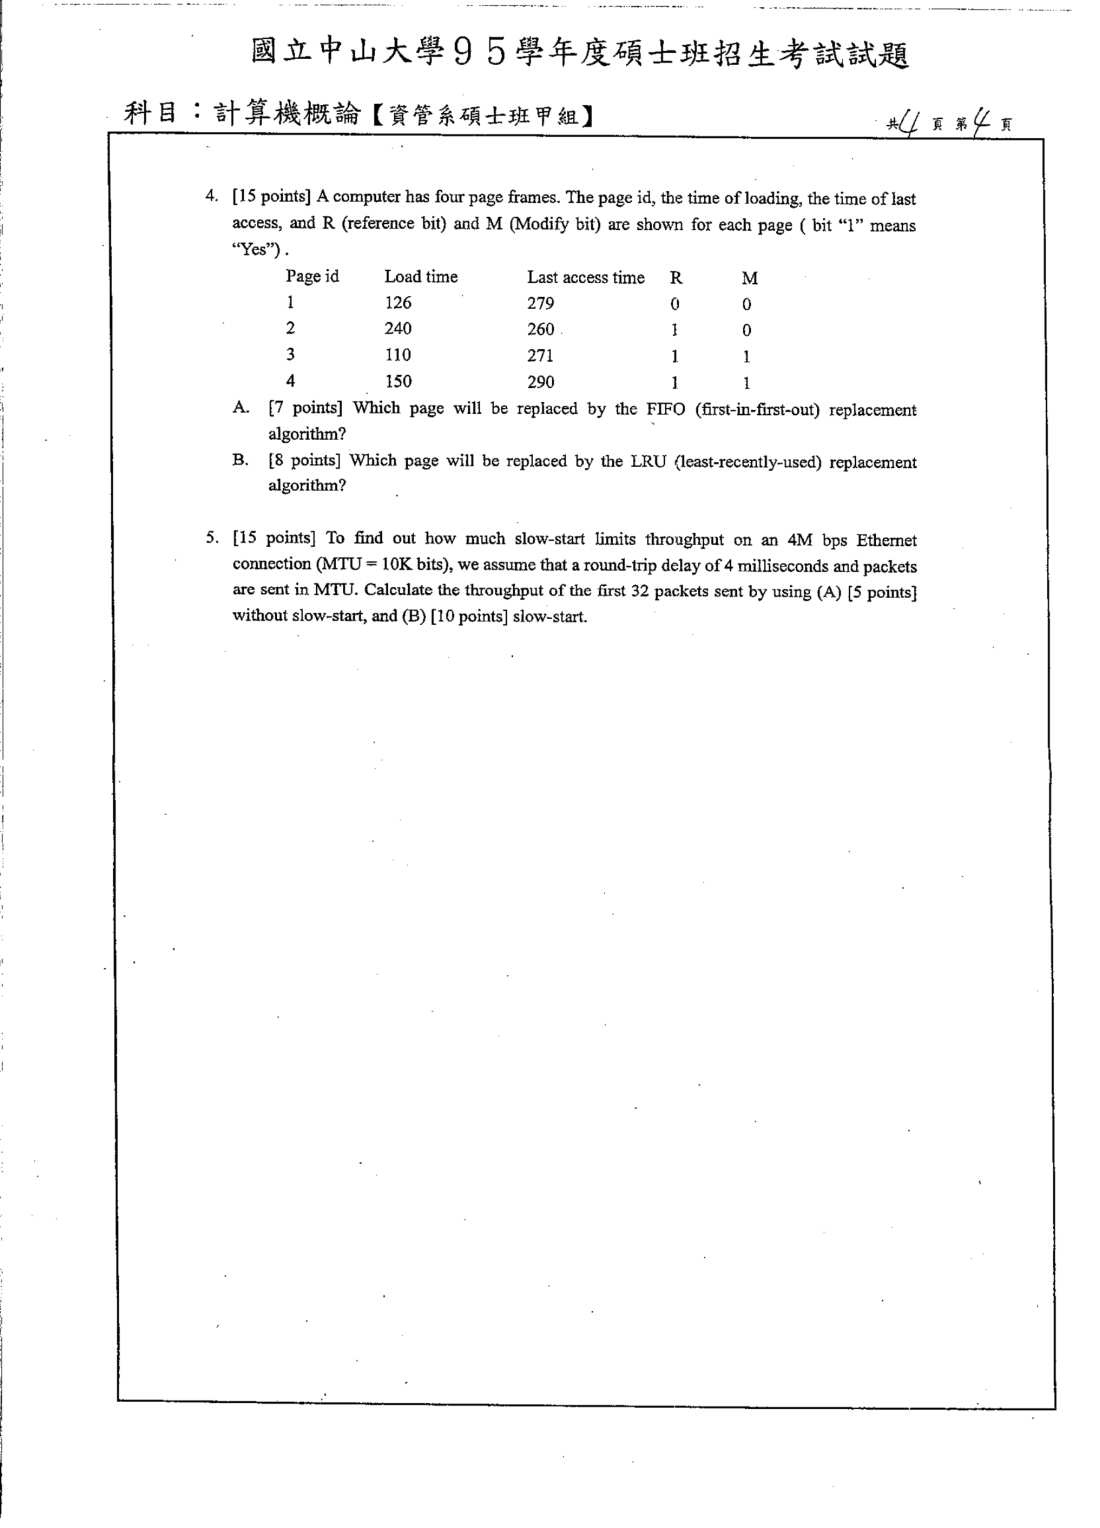 國立中山大學95學年度碩士班招生考試試題
科目：計算機概論【資管系碩士班甲組】
共4頁 第4頁
4. [15 points] A computer has four page frames. The page id, the time of loading, the time of last
access, and R (reference bit) and M (Modify bit) are shown for each page ( bit “1” means
“Yes”) .
Page id Load time Last access time R M
1 126 279 0 0
2 240 260 1 0
3 110 271 1 1
4 150 290 1 1
A. [7 points] Which page will be replaced by the FIFO (first-in-first-out) replacement
algorithm?
B. [8 points] Which page will be replaced by the LRU (least-recently-used) replacement
algorithm?
5. [15 points] To find out how much slow-start limits throughput on an 4M bps Ethernet
connection (MTU = 10K bits), we assume that a round-trip delay of 4 milliseconds and packets
are sent in MTU. Calculate the throughput of the first 32 packets sent by using (A) [5 points]
without slow-start, and (B) [10 points] slow-start.